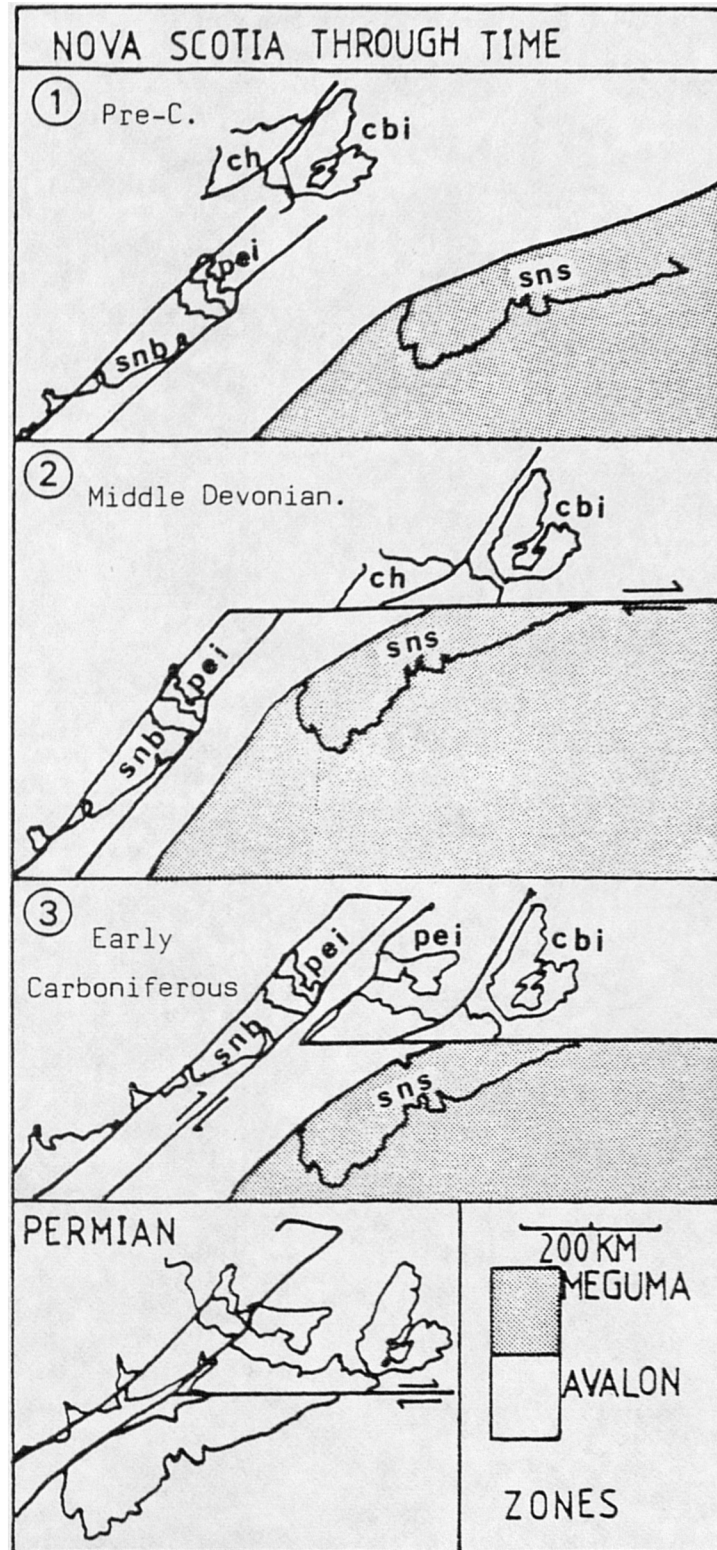 NOVA SCOTIA THROUGH TIME
1 Pre-C.
ch
cbi
pei
snb
sns
2 Middle Devonian.
cbi
ch
pei
snb
sns
3 Early
Carboniferous
pei
pei
cbi
snb
sns
PERMIAN
200 KM
MEGUMA
AVALON
ZONES